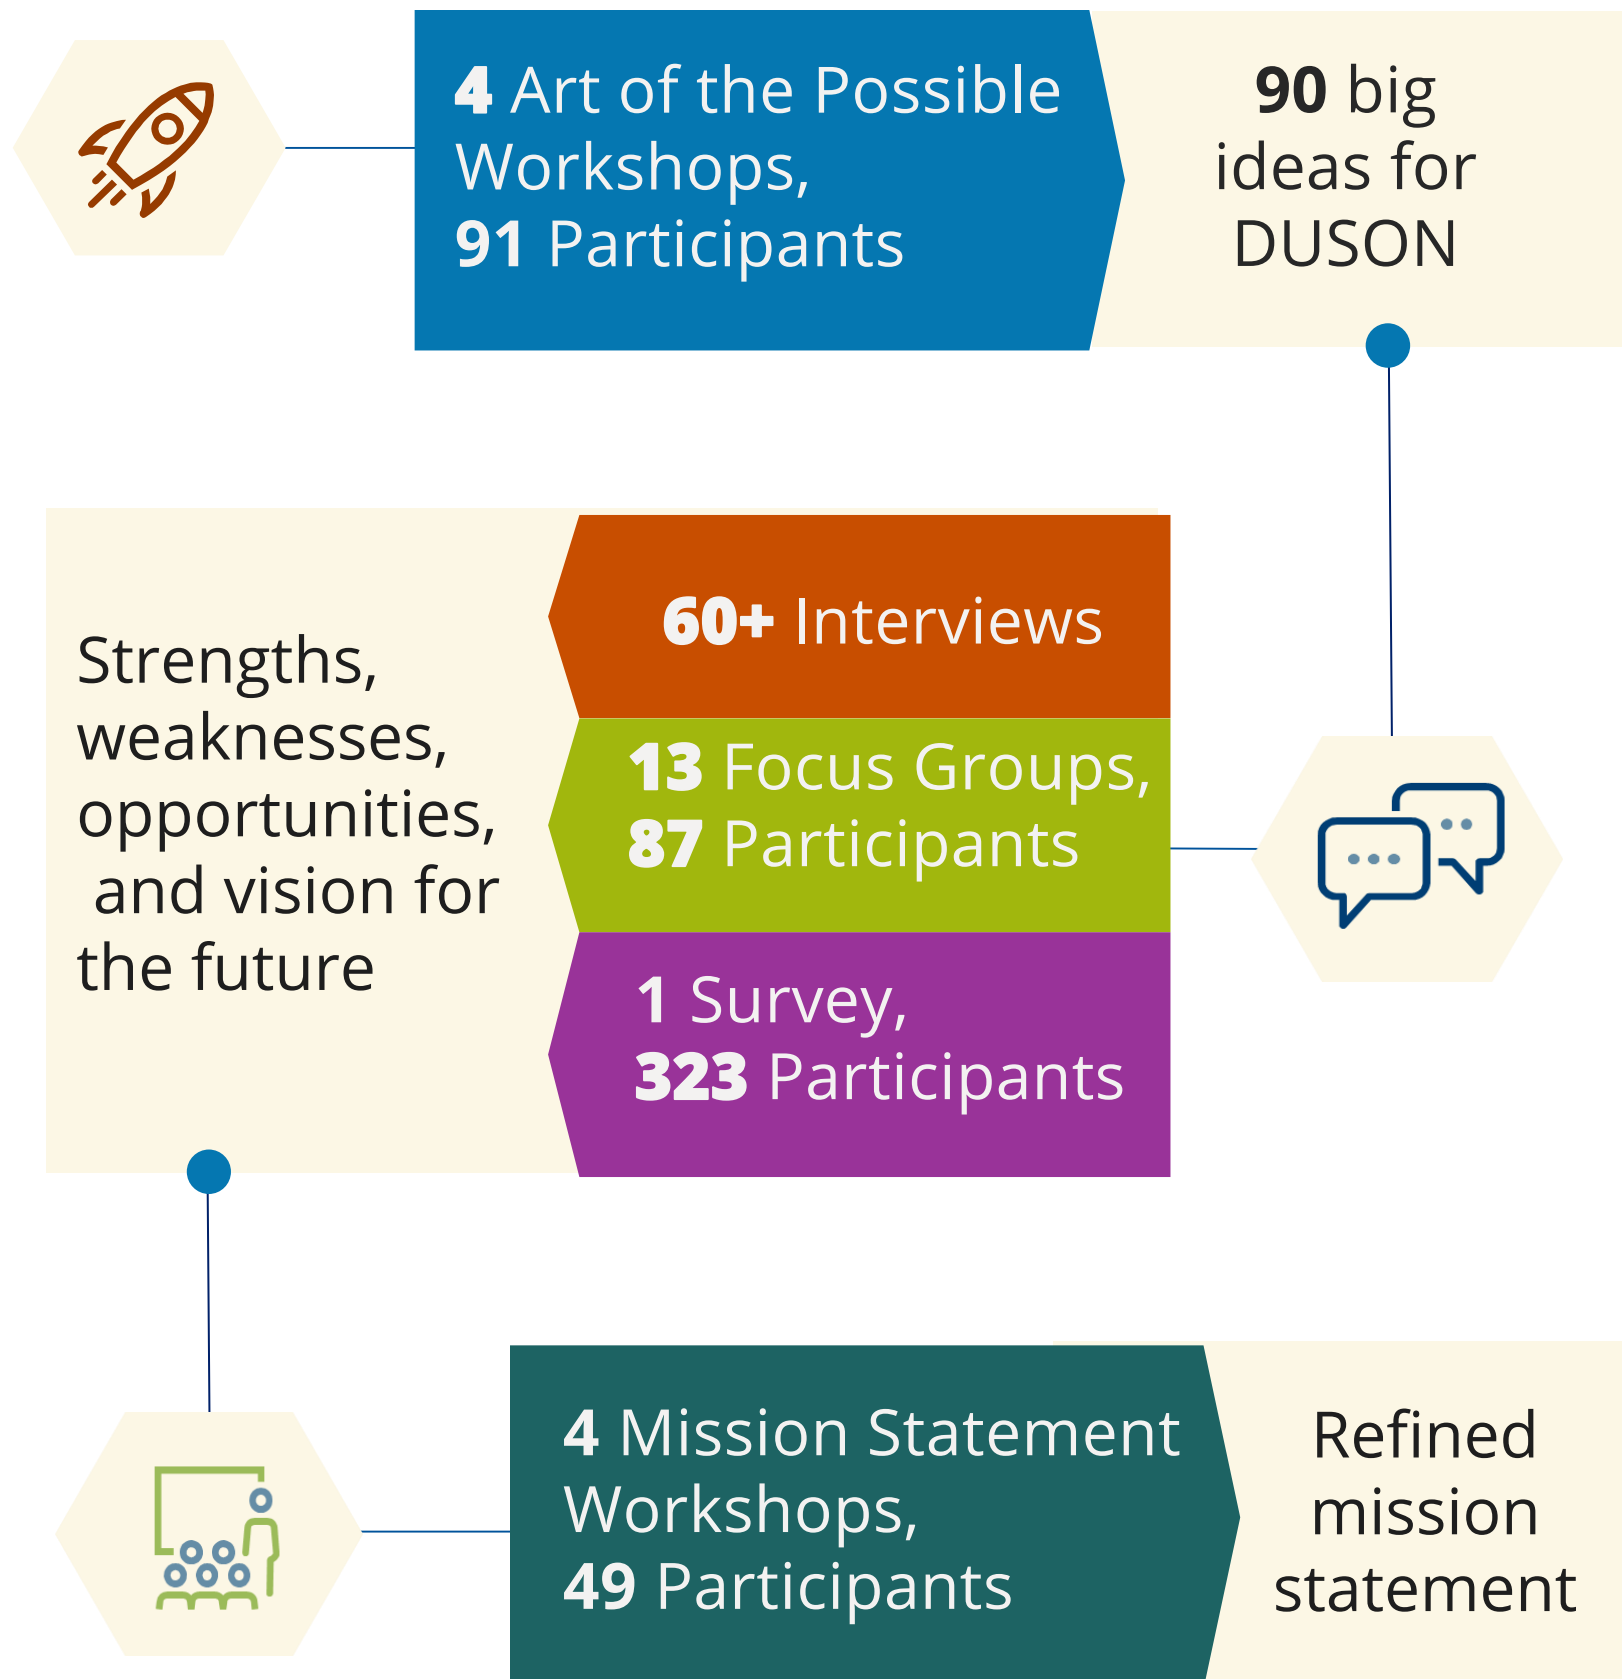 4 Art of the Possible
Workshops,
91 Participants
90 big
ideas for
DUSON
60+ Interviews
13 Focus Groups,
87 Participants
1 Survey,
323 Participants
Strengths,
weaknesses,
opportunities,
and vision for
the future
4 Mission Statement
Workshops,
49 Participants
Refined
mission
statement